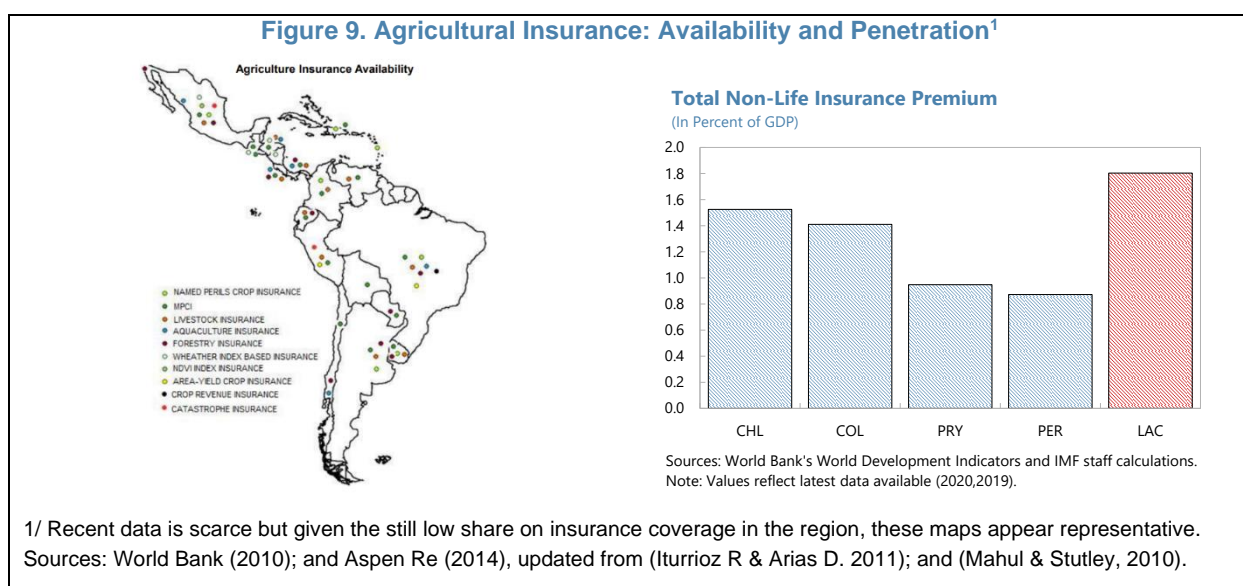 Figure 9. Agricultural Insurance: Availability and Penetration1
Agriculture Insurance Availability
NAMED PERILS CROP INSURANCE
MPCI
LIVESTOCK INSURANCE
AQUACULTURE INSURANCE
FORESTRY INSURANCE
WHEATHER INDEX BASED INSURANCE
NDVI INDEX INSURANCE
AREA-YIELD CROP INSURANCE
CROP REVENUE INSURANCE
CATASTROPHE INSURANCE
Total Non-Life Insurance Premium
(In Percent of GDP)
2.0
1.8
1.6
1.4
1.2
1.0
0.8
0.6
0.4
0.2
0.0
CHL COL PRY PER LAC
Sources: World Bank's World Development Indicators and IMF staff calculations.
Note: Values reflect latest data available (2020,2019).
1/ Recent data is scarce but given the still low share on insurance coverage in the region, these maps appear representative.
Sources: World Bank (2010); and Aspen Re (2014), updated from (Iturrioz R & Arias D. 2011); and (Mahul & Stutley, 2010).